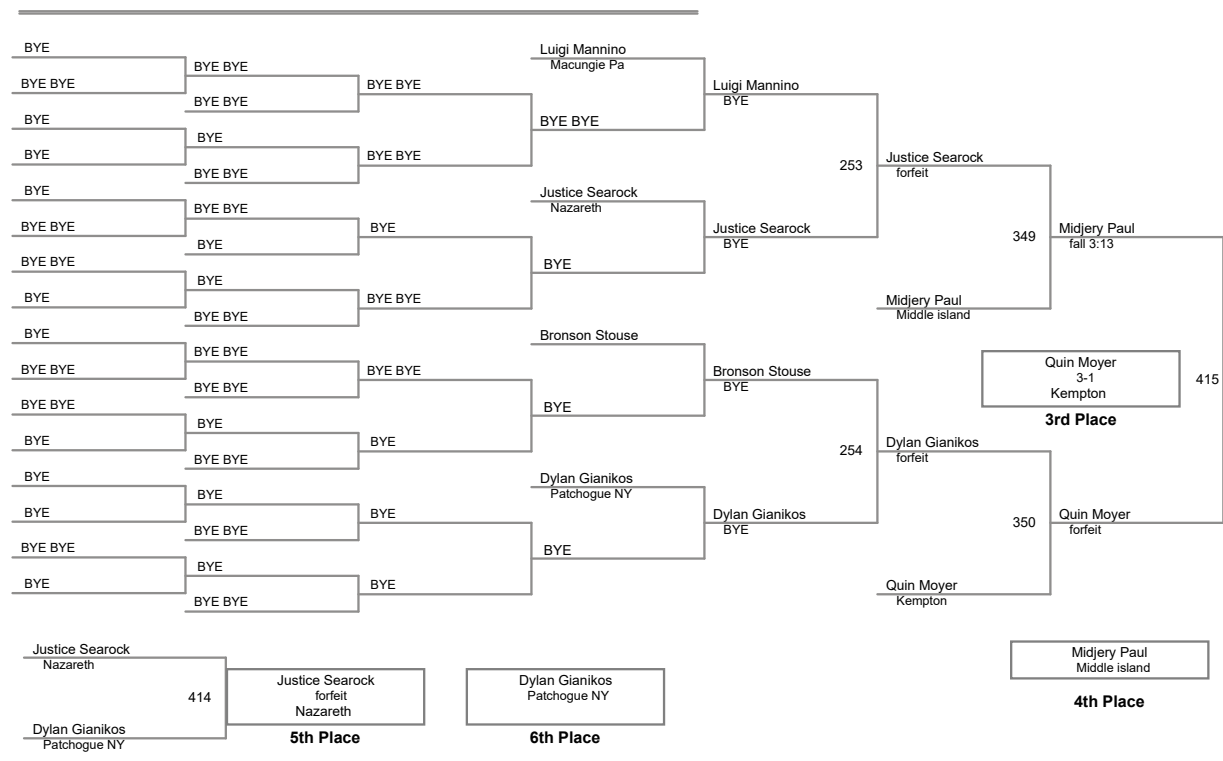 BYE
BYE BYE
BYE
BYE
BYE
BYE BYE
BYE BYE
BYE
BYE
BYE BYE
BYE BYE
BYE
BYE
BYE
BYE BYE
BYE
BYE BYE
BYE BYE
BYE
BYE BYE
BYE BYE
BYE
BYE
BYE BYE
BYE BYE
BYE BYE
BYE
BYE BYE
BYE
BYE BYE
BYE
BYE BYE
BYE BYE
BYE BYE
BYE
BYE BYE
BYE BYE
BYE
BYE
BYE
Luigi Mannino
Macungie Pa
BYE BYE
Justice Searock
Nazareth
BYE
Bronson Stouse
BYE
Dylan Gianikos
Patchogue NY
BYE
Luigi Mannino
BYE
253
Justice Searock
BYE
Bronson Stouse
BYE
254
Dylan Gianikos
BYE
Justice Searock
forfeit
349
Midjery Paul
Middle island
Dylan Gianikos
forfeit
350
Quin Moyer
Kempton
Midjery Paul
fall 3:13
Quin Moyer
3-1
Kempton
415
3rd Place
Quin Moyer
forfeit
Justice Searock
Nazareth
414
Dylan Gianikos
Patchogue NY
Justice Searock
forfeit
Nazareth
5th Place
Dylan Gianikos
Patchogue NY
6th Place
Midjery Paul
Middle island
4th Place